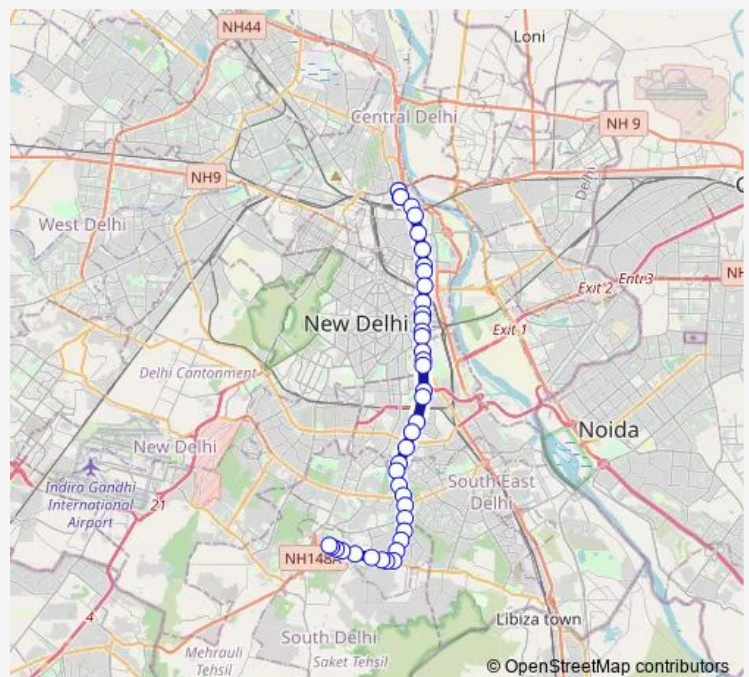 NH44
Loni
Central Delhi
NH 9
NH9
Delhi
West Delhi
Exit 2
Entr3
NH
New Delhi
Exit 1
Delhi Cantonment
Noida
New Delhi
Indira Gandhi
International
Airport
21
South East
Delhi
NH148A
4
Libiza town
South Delhi
Mehrauli
Tehsil
Saket Tehsil
© OpenStreetMap contributors